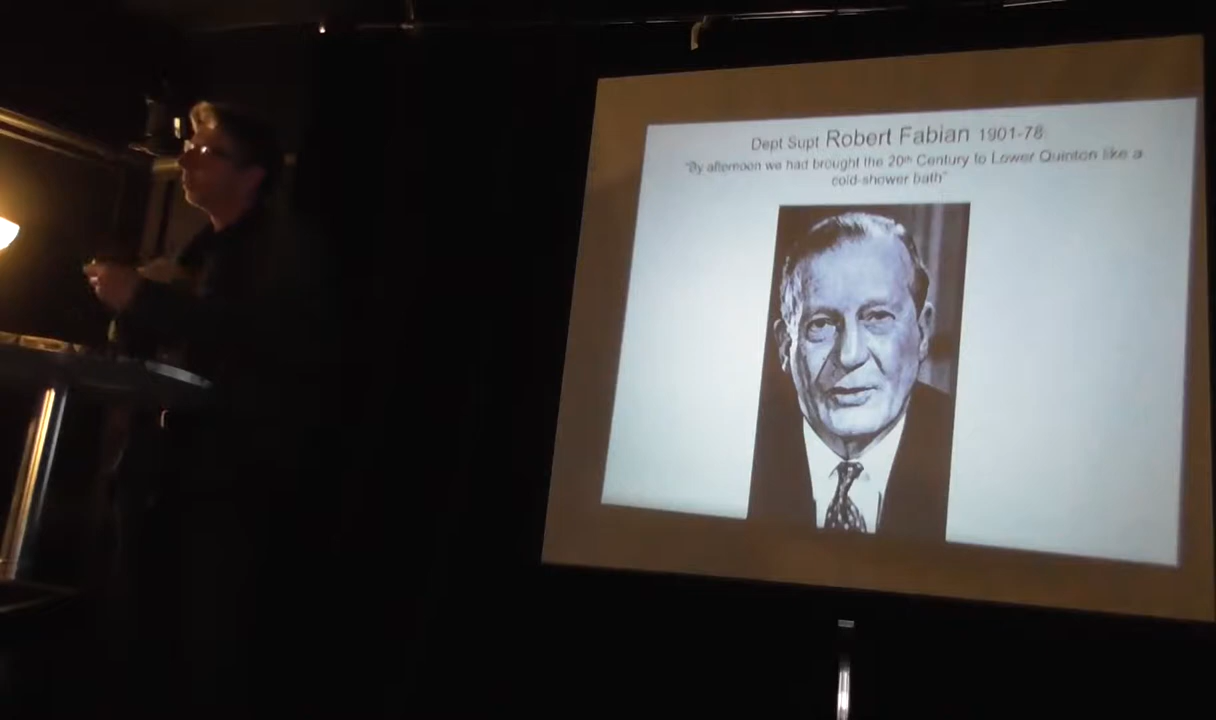 Dept Supt Robert Fabian 1901-78
"By afternoon we had brought the 20th Century to Lower Quinton like a
cold-shower bath"